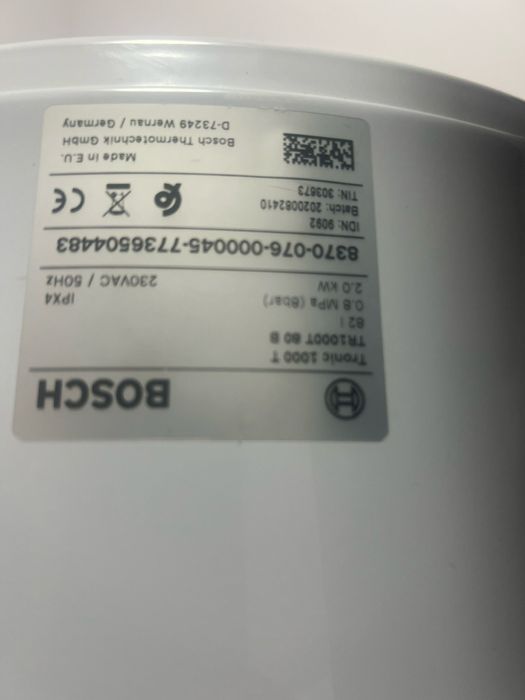 BOSCH
Tronic 1000 T
TR1000T 80 B
82 l
0.8 MPa (8bar) IPX4
2.0 kW 230VAC / 50Hz
8370-076-000045-7736504483
IDN: 9092
Batch: 2020082410
TIN: 303673
CE
Made in E.U.
Bosch Thermotechnik GmbH
D-73249 Wernau / Germany